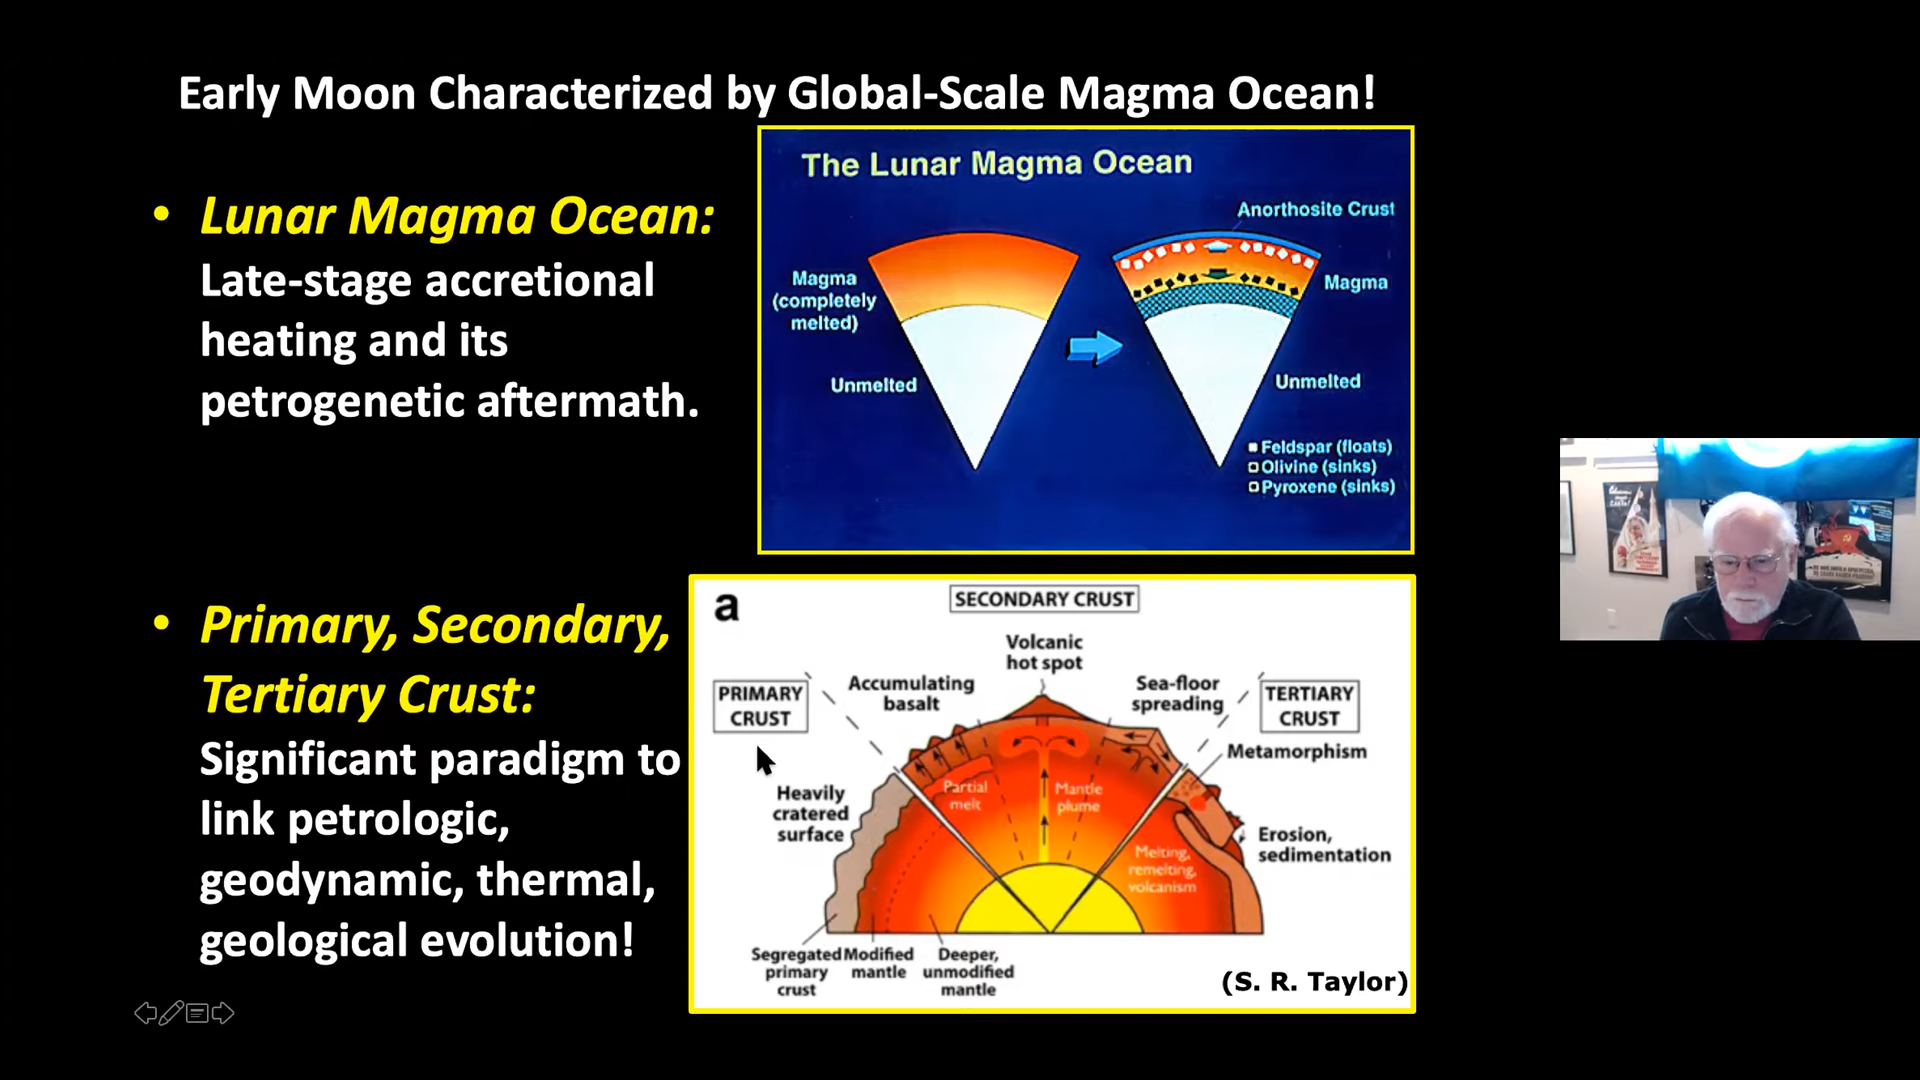 Early Moon Characterized by Global-Scale Magma Ocean!
• Lunar Magma Ocean:
Late-stage accretional
heating and its
petrogenetic aftermath.
The Lunar Magma Ocean
Anorthosite Crust
Magma
(completely
melted)
Magma
Unmelted
Unmelted
Feldspar (floats)
Olivine (sinks)
Pyroxene (sinks)
• Primary, Secondary,
Tertiary Crust:
Significant paradigm to
link petrologic,
geodynamic, thermal,
geological evolution!
a
SECONDARY CRUST
Volcanic
hot spot
PRIMARY
CRUST
Accumulating
basalt
Sea-floor
spreading
TERTIARY
CRUST
Metamorphism
Heavily
cratered
surface
Partial
melt
Mantle
plume
Melting,
remelting,
volcanism
Erosion,
sedimentation
Segregated
primary
crust
Modified
mantle
Deeper,
unmodified
mantle
(S. R. Taylor)